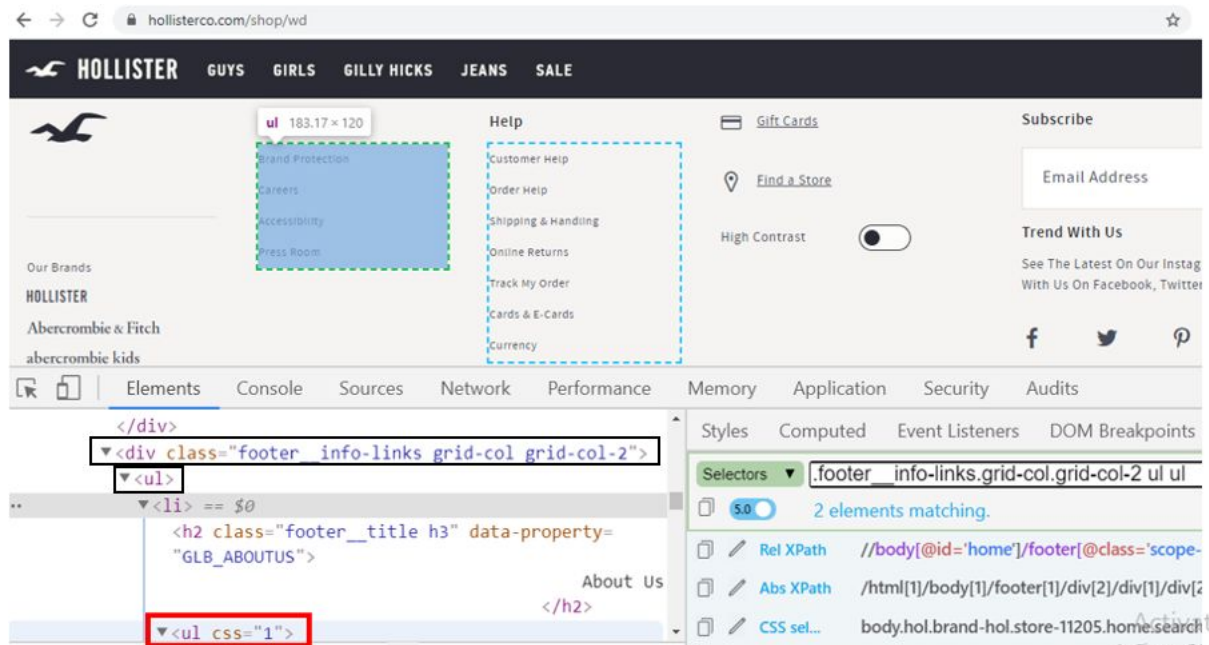 hollisterco.com/shop/wd
HOLLISTER GUYS GIRLS GILLY HICKS JEANS SALE
ul 183.17 × 120
Brand Protection
Careers
Accessibility
Press Room
Help
Customer Help
Order Help
Shipping & Handling
Online Returns
Track My Order
Cards & E-Cards
Currency
Gift Cards
Find a Store
High Contrast
Subscribe
Email Address
Trend With Us
See The Latest On Our Instag
With Us On Facebook, Twitter
Our Brands
HOLLISTER
Abercrombie & Fitch
abercrombie kids
Elements Console Sources Network Performance Memory Application Security Audits
</div>
▼<div class="footer__info-links grid-col grid-col-2">
▼<ul>
.. ▼<li> == $0
<h2 class="footer__title h3" data-property=
"GLB_ABOUTUS">
About Us
</h2>
▼<ul css="1">
Styles Computed Event Listeners DOM Breakpoints
Selectors ▼ .footer__info-links.grid-col.grid-col-2 ul ul
5.0 2 elements matching.
Rel XPath //body[@id='home']/footer[@class='scope-
Abs XPath /html[1]/body[1]/footer[1]/div[2]/div[1]/div[2
CSS sel... body.hol.brand-hol.store-11205.home.search